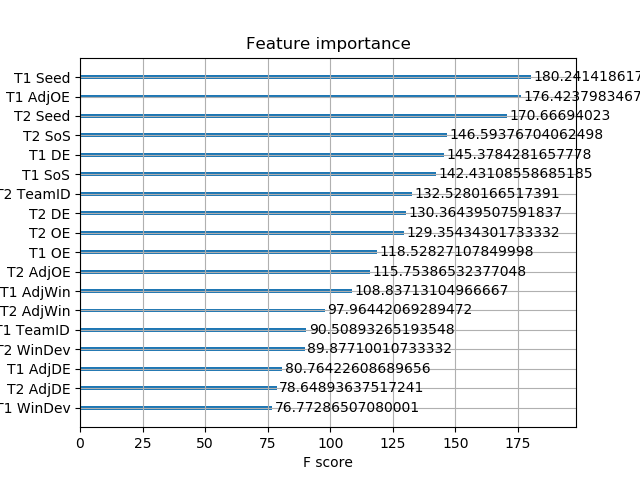 Feature importance
T1 Seed 180.241418617
T1 AdjOE 176.4237983467
T2 Seed 170.66694023
T2 SoS 146.59376704062498
T1 DE 145.3784281657778
T1 SoS 142.43108558685185
T2 TeamID 132.5280166517391
T2 DE 130.36439507591837
T2 OE 129.35434301733332
T1 OE 118.52827107849998
T2 AdjOE 115.75386532377048
T1 AdjWin 108.83713104966667
T2 AdjWin 97.96442069289472
T1 TeamID 90.50893265193548
T2 WinDev 89.87710010733332
T1 AdjDE 80.76422608689656
T2 AdjDE 78.64893637517241
T1 WinDev 76.77286507080001
0 25 50 75 100 125 150 175
F score